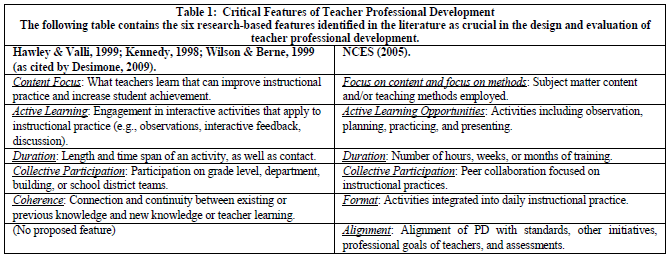 Table 1:  Critical Features of Teacher Professional Development
The following table contains the six research-based features identified in the literature as crucial in the design and evaluation of
teacher professional development.
Hawley & Valli, 1999; Kennedy, 1998; Wilson & Berne, 1999
(as cited by Desimone, 2009).
NCES (2005).
Content Focus: What teachers learn that can improve instructional
practice and increase student achievement.
Focus on content and focus on methods: Subject matter content
and/or teaching methods employed.
Active Learning: Engagement in interactive activities that apply to
instructional practice (e.g., observations, interactive feedback,
discussion).
Active Learning Opportunities: Activities including observation,
planning, practicing, and presenting.
Duration: Length and time span of an activity, as well as contact.
Duration: Number of hours, weeks, or months of training.
Collective Participation: Participation on grade level, department,
building, or school district teams.
Collective Participation: Peer collaboration focused on
instructional practices.
Coherence: Connection and continuity between existing or
previous knowledge and new knowledge or teacher learning.
Format: Activities integrated into daily instructional practice.
(No proposed feature)
Alignment: Alignment of PD with standards, other initiatives,
professional goals of teachers, and assessments.